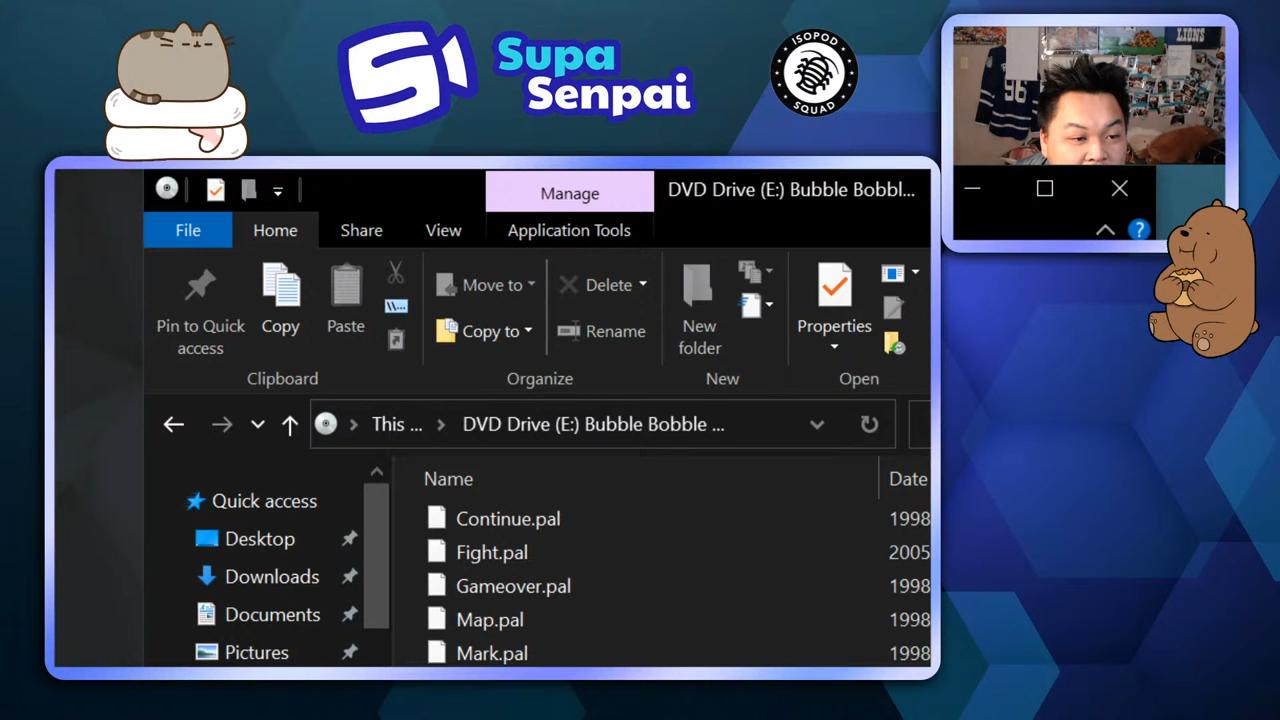 Supa
Senpai
ISOPOD
SQUAD
LIONS
96
Manage
DVD Drive (E:) Bubble Bobbl...
File
Home
Share
View
Application Tools
?
Pin to Quick
access
Copy
Paste
Move to
Copy to
Delete
Rename
New
folder
Properties
Clipboard
Organize
New
Open
This ...
DVD Drive (E:) Bubble Bobble ...
Name
Date
Quick access
Desktop
Downloads
Documents
Pictures
Continue.pal
1998
Fight.pal
2005
Gameover.pal
1998
Map.pal
1998
Mark.pal
1998